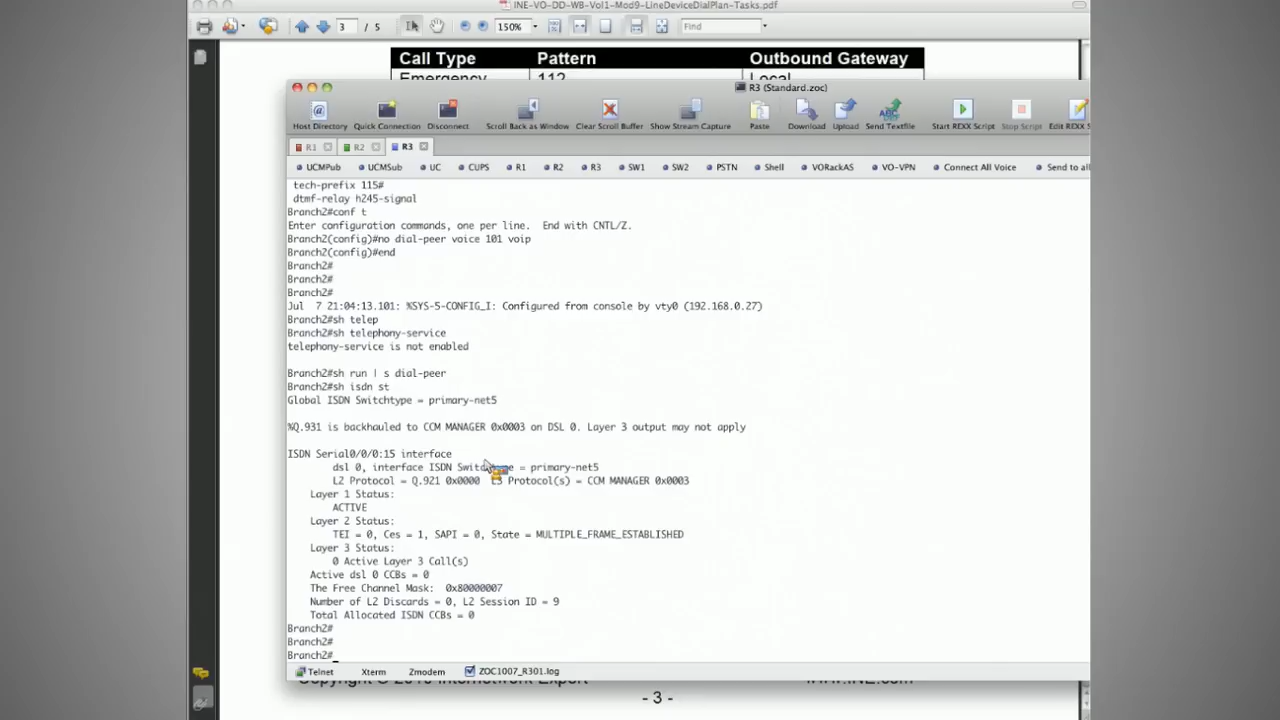 INE-VO-DD-WB-Vol1-Mod9-LineDeviceDialPlan-Tasks.pdf
3 / 5
150%
Find
Call Type Pattern Outbound Gateway
Emergency 112 Local
R3 (Standard.zoc)
Host Directory Quick Connection Disconnect Scroll Back as Window Clear Scroll Buffer Show Stream Capture Paste Download Upload Send Textfile Start REXX Script Stop Script Edit REXX S
R1 R2 R3
UCMPub UCMSub UC CUPS R1 R2 R3 SW1 SW2 PSTN Shell VORackAS VO-VPN Connect All Voice Send to all
tech-prefix 115#
dtmf-relay h245-signal
Branch2#conf t
Enter configuration commands, one per line. End with CNTL/Z.
Branch2(config)#no dial-peer voice 101 voip
Branch2(config)#end
Branch2#
Branch2#
Branch2#
Jul 7 21:04:13.101: %SYS-5-CONFIG_I: Configured from console by vty0 (192.168.0.27)
Branch2#sh telep
Branch2#sh telephony-service
telephony-service is not enabled
Branch2#sh run | s dial-peer
Branch2#sh isdn st
Global ISDN Switchtype = primary-net5
%Q.931 is backhauled to CCM MANAGER 0x0003 on DSL 0. Layer 3 output may not apply
ISDN Serial0/0/0:15 interface
dsl 0, interface ISDN Switchtype = primary-net5
L2 Protocol = Q.921 0x0000 L3 Protocol(s) = CCM MANAGER 0x0003
Layer 1 Status:
ACTIVE
Layer 2 Status:
TEI = 0, Ces = 1, SAPI = 0, State = MULTIPLE_FRAME_ESTABLISHED
Layer 3 Status:
0 Active Layer 3 Call(s)
Active dsl 0 CCBs = 0
The Free Channel Mask: 0x80000007
Number of L2 Discards = 0, L2 Session ID = 9
Total Allocated ISDN CCBs = 0
Branch2#
Branch2#
Branch2#
Telnet Xterm Zmodem ZOC1007_R301.log
Copyright © 2010 Internetwork Expert www.INE.com
- 3 -